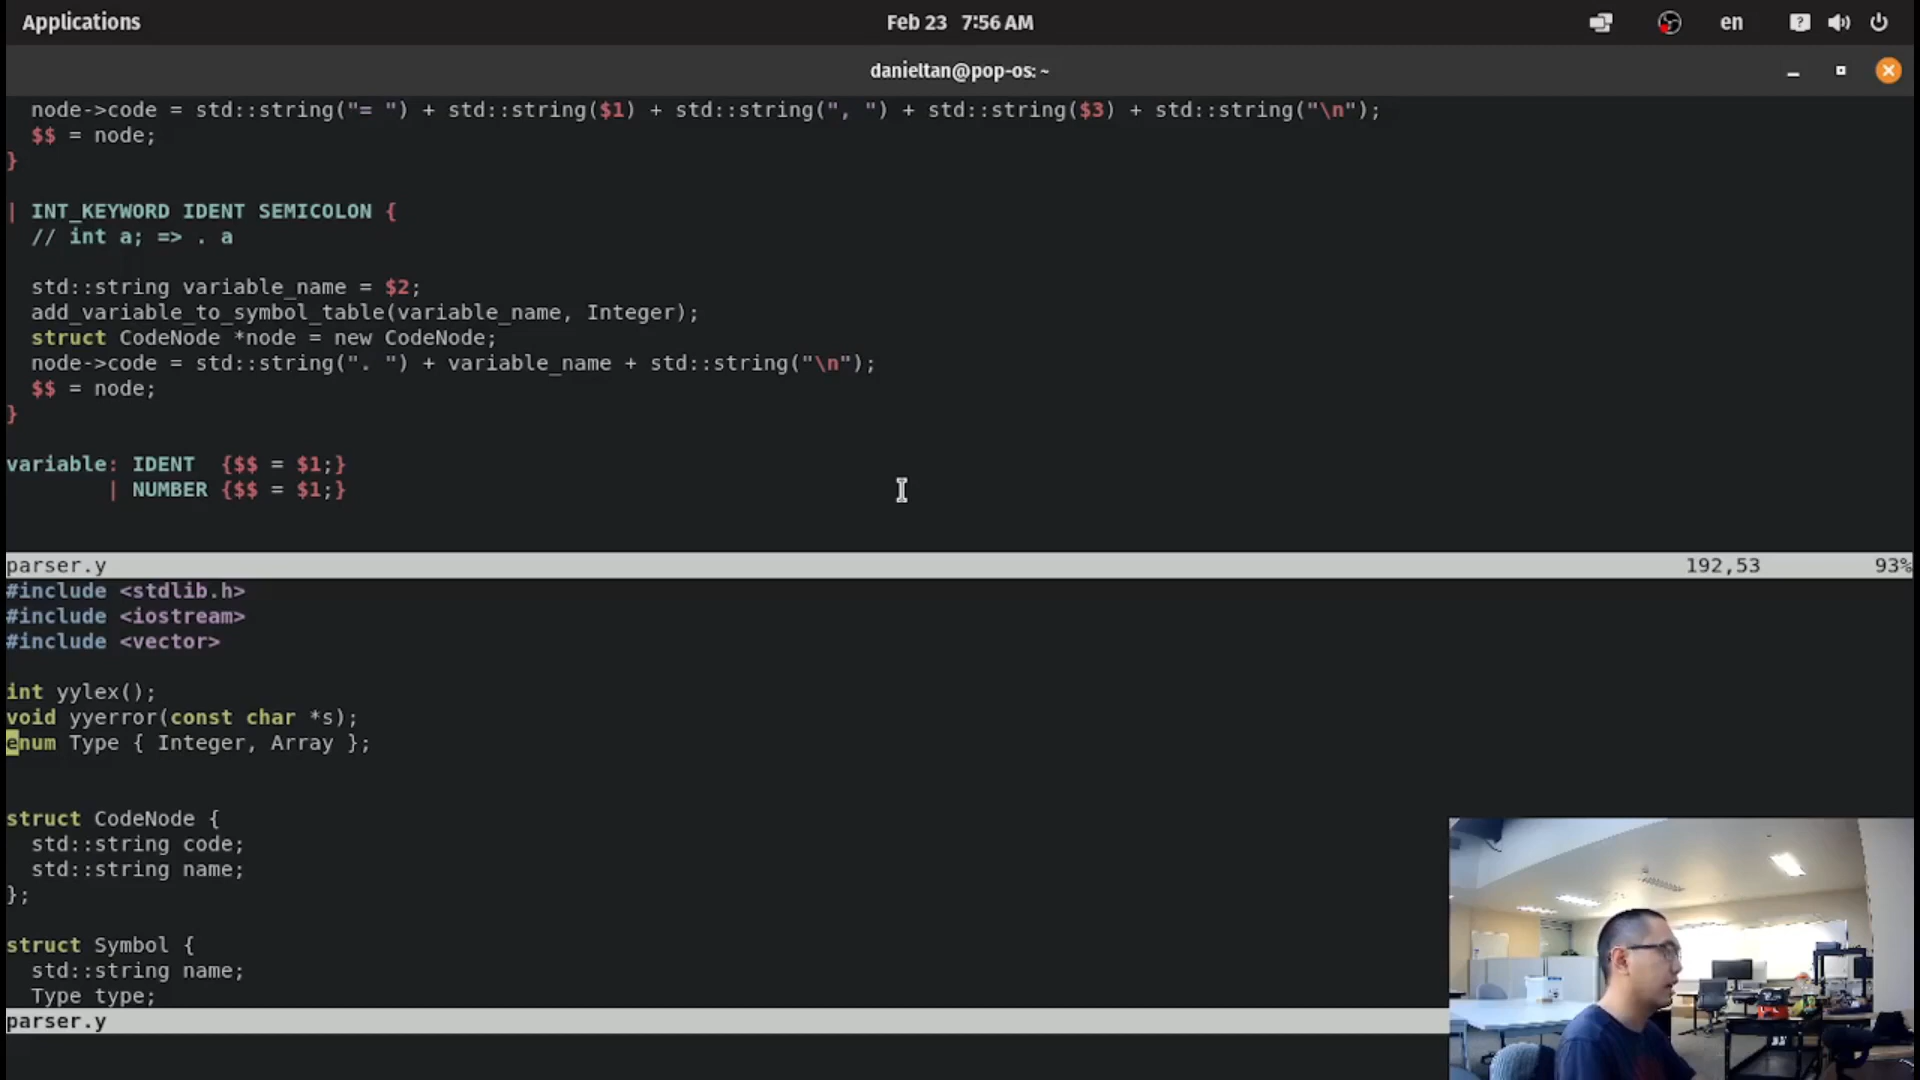 Applications
Feb 23 7:56 AM
en
danieltan@pop-os: ~
node->code = std::string("= ") + std::string($1) + std::string(", ") + std::string($3) + std::string("\n");
$$ = node;
}
| INT_KEYWORD IDENT SEMICOLON {
// int a; => . a
std::string variable_name = $2;
add_variable_to_symbol_table(variable_name, Integer);
struct CodeNode *node = new CodeNode;
node->code = std::string(". ") + variable_name + std::string("\n");
$$ = node;
}
variable: IDENT {$$ = $1;}
| NUMBER {$$ = $1;}
parser.y 192,53 93%
#include <stdlib.h>
#include <iostream>
#include <vector>
int yylex();
void yyerror(const char *s);
enum Type { Integer, Array };
struct CodeNode {
std::string code;
std::string name;
};
struct Symbol {
std::string name;
Type type;
parser.y